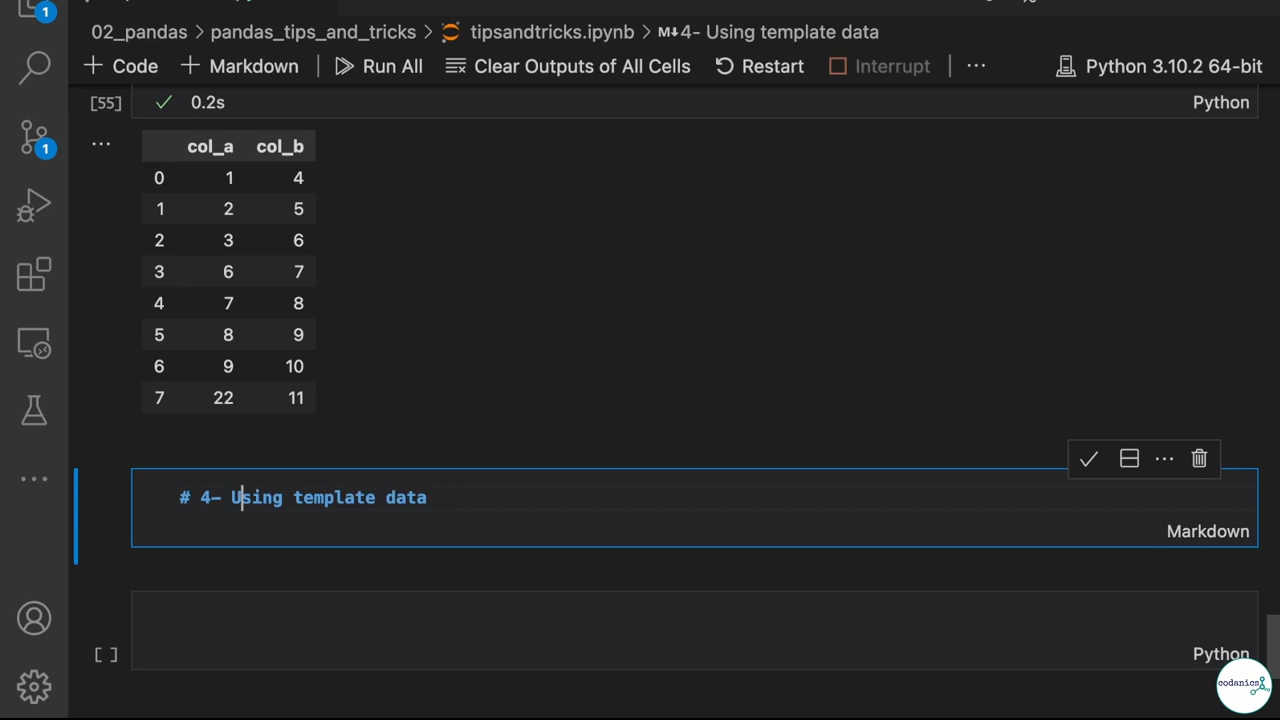 1
02_pandas > pandas_tips_and_tricks > tipsandtricks.ipynb > M↓4- Using template data
+ Code + Markdown | Run All Clear Outputs of All Cells Restart Interrupt | ... Python 3.10.2 64-bit
[55] ✓ 0.2s Python
1
... col_a col_b
0 1 4
1 2 5
2 3 6
3 6 7
4 7 8
5 8 9
6 9 10
7 22 11
...
# 4- Using template data
Markdown
[ ] Python
codanics